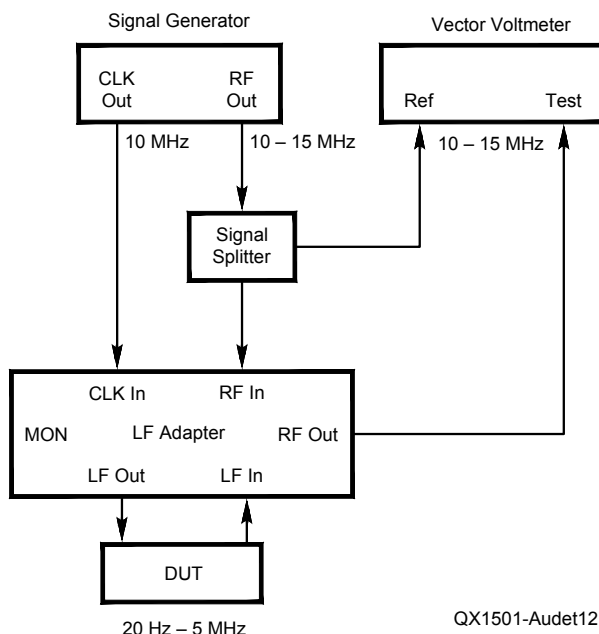 Signal Generator
Vector Voltmeter
CLK
Out
RF
Out
Ref
Test
10 MHz
10 – 15 MHz
10 – 15 MHz
Signal
Splitter
CLK In
RF In
MON
LF Adapter
RF Out
LF Out
LF In
DUT
20 Hz – 5 MHz
QX1501-Audet12